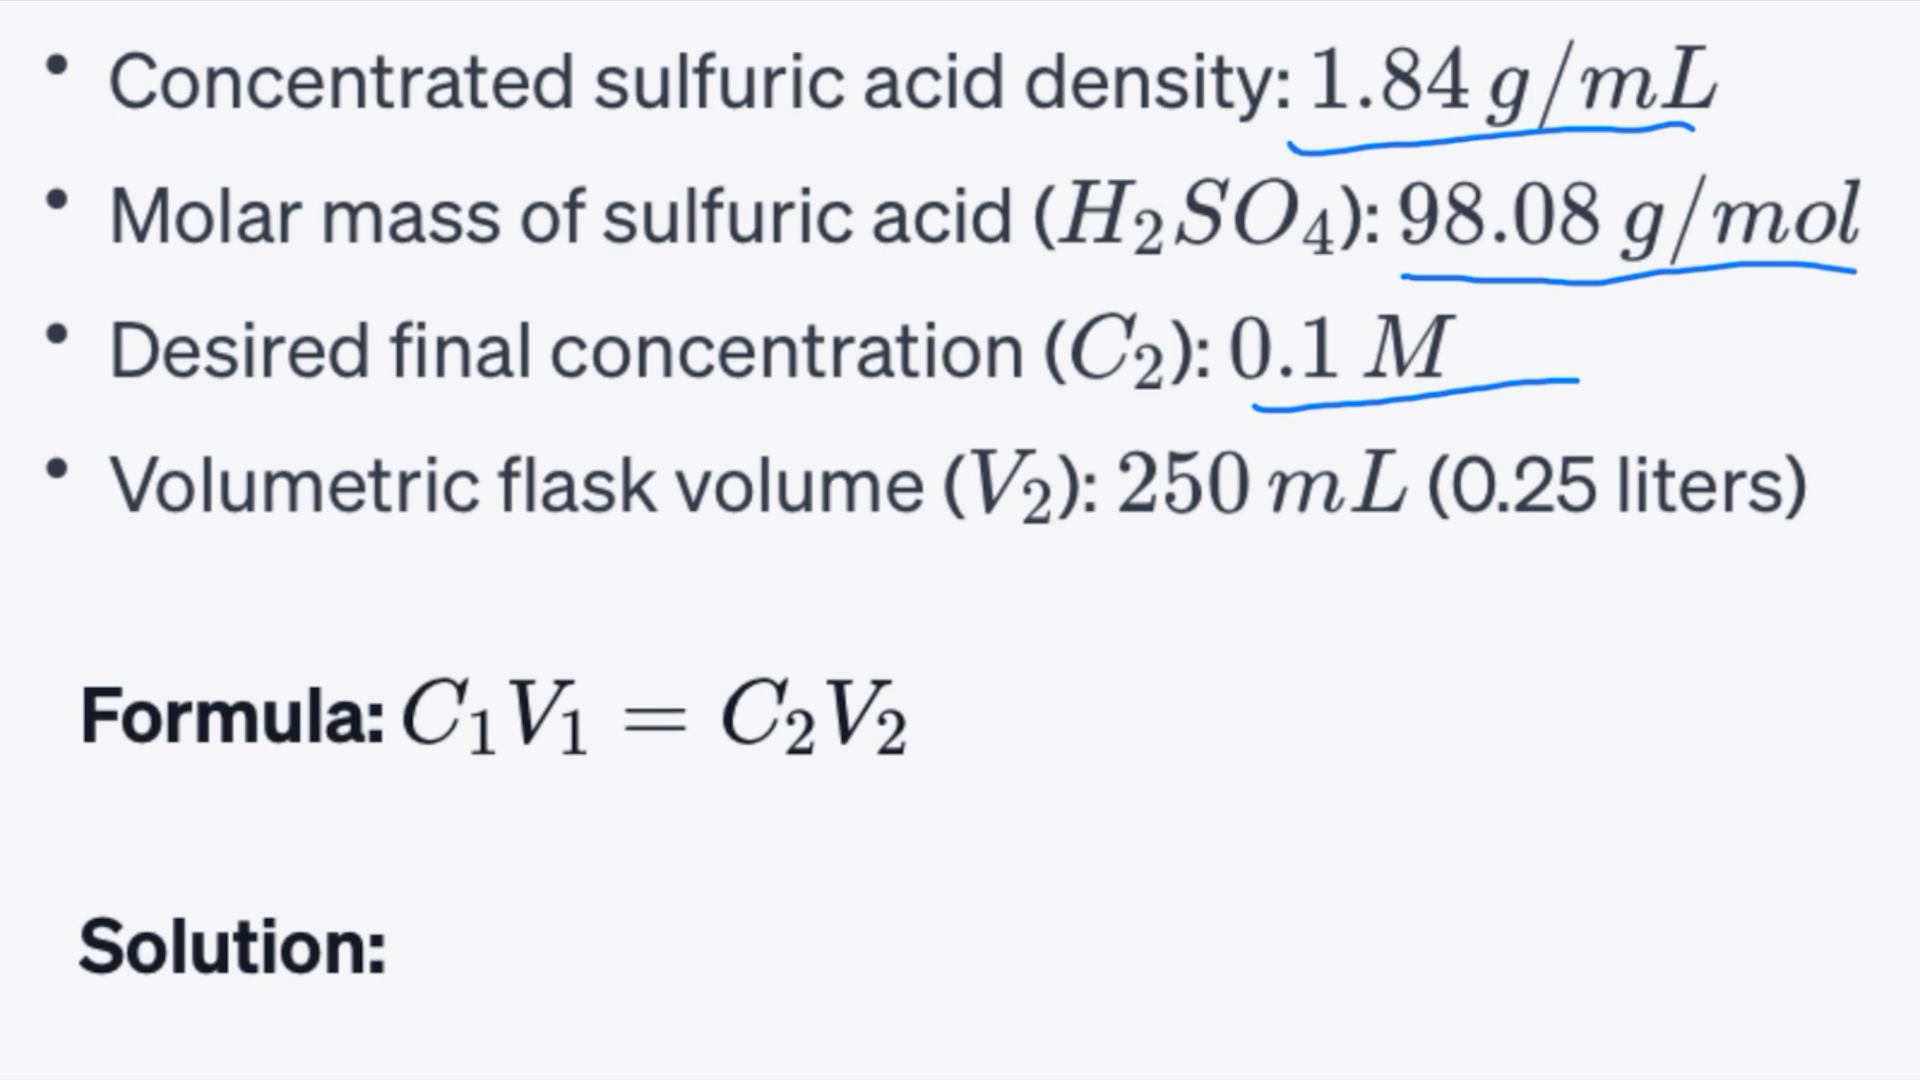 • Concentrated sulfuric acid density: 1.84 g/mL
• Molar mass of sulfuric acid (H₂SO₄): 98.08 g/mol
• Desired final concentration (C₂): 0.1 M
• Volumetric flask volume (V₂): 250 mL (0.25 liters)
Formula: C₁V₁ = C₂V₂
Solution: